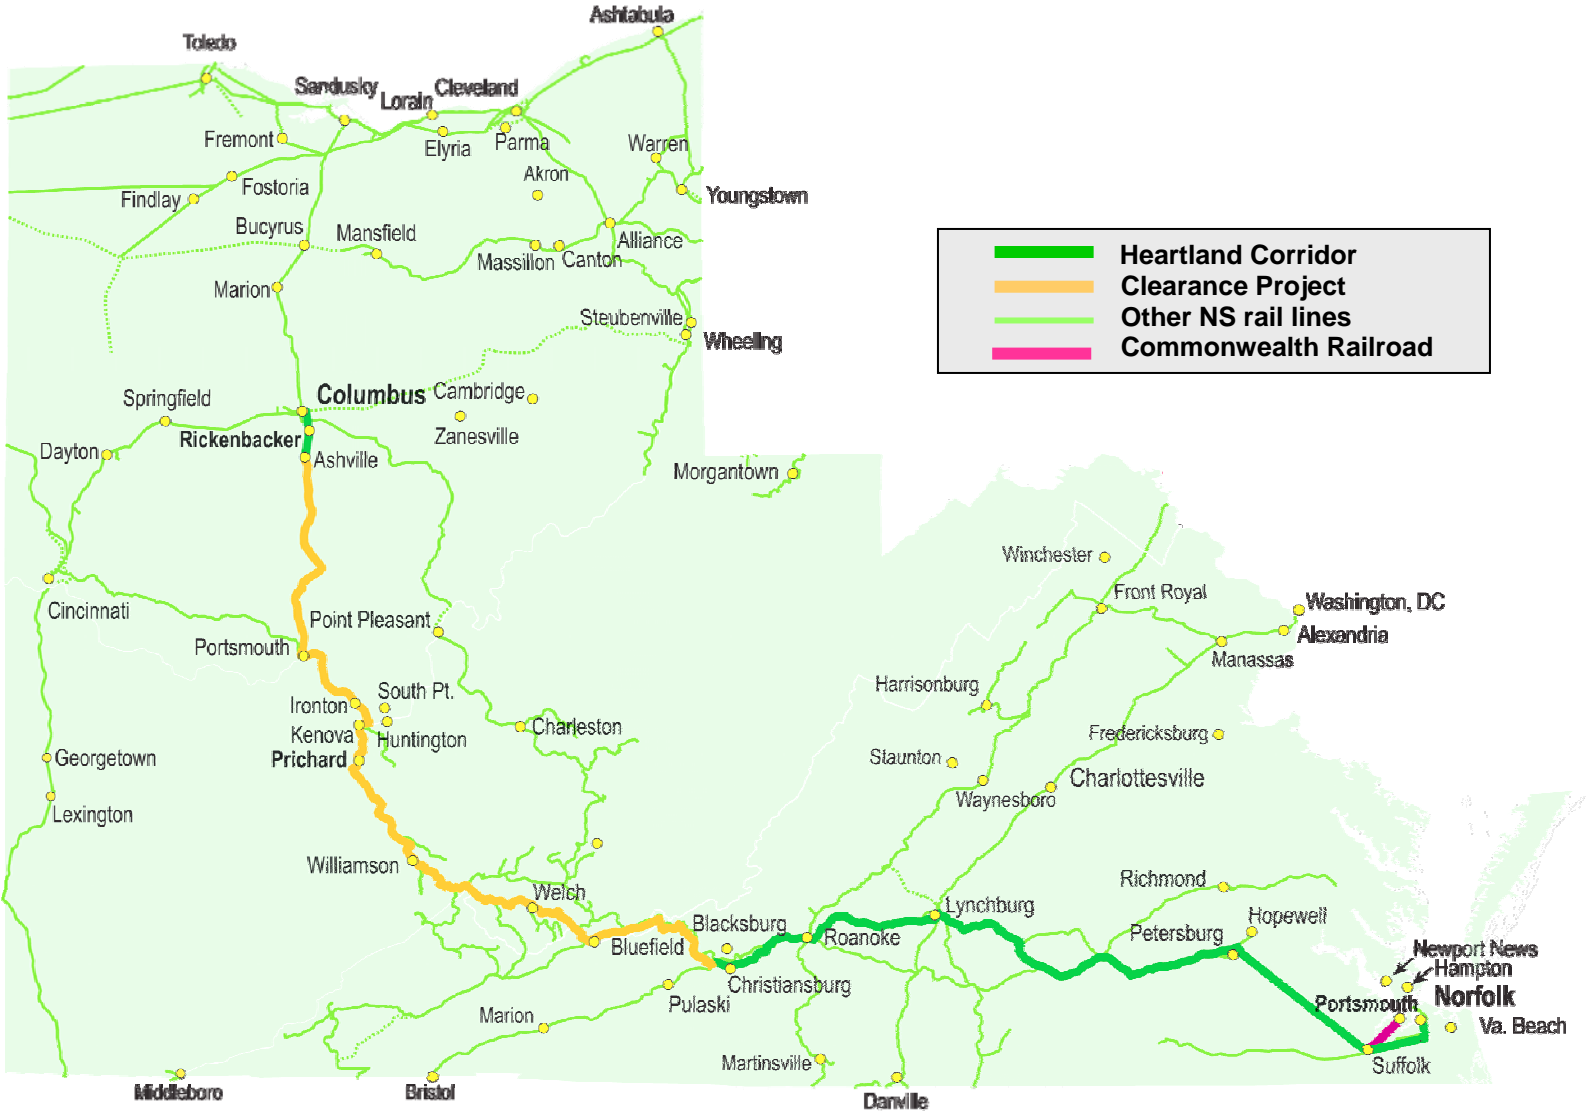 Ashtabula
Toledo
Sandusky
Lorain
Cleveland
Fremont
Elyria
Parma
Warren
Akron
Findlay
Fostoria
Youngstown
Bucyrus
Mansfield
Massillon
Canton
Alliance
Heartland Corridor
Clearance Project
Other NS rail lines
Commonwealth Railroad
Marion
Steubenville
Wheeling
Springfield
Columbus
Cambridge
Rickenbacker
Zanesville
Dayton
Ashville
Morgantown
Winchester
Cincinnati
Point Pleasant
Front Royal
Washington, DC
Alexandria
Portsmouth
Manassas
Ironton
South Pt.
Harrisonburg
Kenova
Huntington
Charleston
Fredericksburg
Prichard
Georgetown
Staunton
Charlottesville
Waynesboro
Lexington
Williamson
Welch
Richmond
Lynchburg
Hopewell
Blacksburg
Roanoke
Petersburg
Bluefield
Newport News
Hampton
Christiansburg
Pulaski
Portsmouth
Norfolk
Marion
Va. Beach
Martinsville
Suffolk
Middleboro
Bristol
Danville